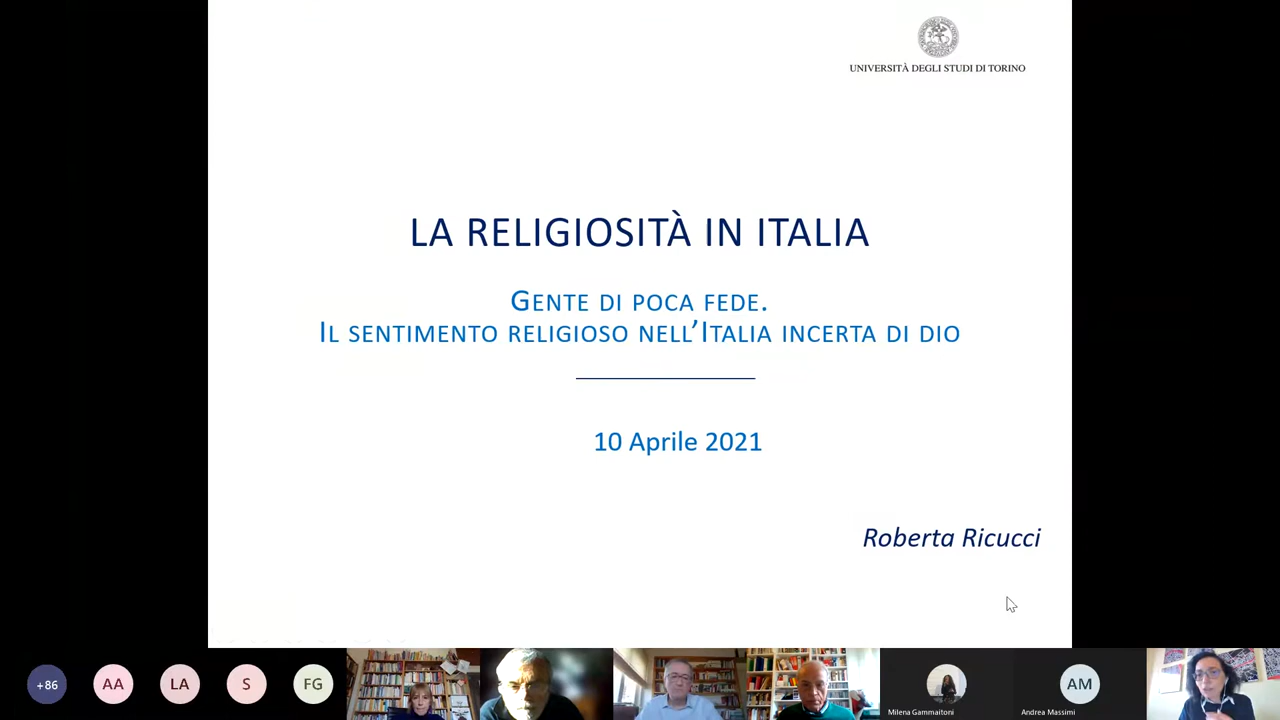 UNIVERSITÀ DEGLI STUDI DI TORINO
LA RELIGIOSITÀ IN ITALIA
GENTE DI POCA FEDE.
IL SENTIMENTO RELIGIOSO NELL'ITALIA INCERTA DI DIO
10 Aprile 2021
Roberta Ricucci
+86
AA
LA
S
FG
AM
Milena Gammaitoni
Andrea Massimi